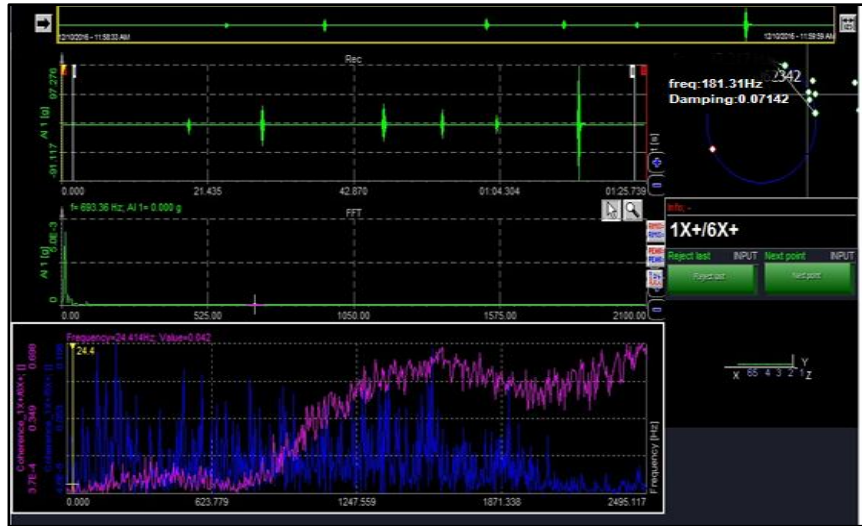 12/10/2016 - 11:58:33 AM
12/10/2016 - 11:59:59 AM
Rec
AI 1 [g]
97.276
-91.117
t [s]
0.000
21.435
42.870
01:04.304
01:25.739
freq:181.31Hz
Damping:0.07142
f= 693.36 Hz; AI 1= 0.000 g
FFT
AI 1 [g]
5.0E-3
0
0.00
525.00
1050.00
1575.00
2100.00
Info: -
1X+/6X+
Reject last INPUT Next point INPUT
Reject last Next point
Frequency=24.414Hz; Value=0.042
24.4
Coherence_1X+/6X+; []
0.349
3.7E-4
Frequency [Hz]
0.000
623.779
1247.559
1871.338
2495.117
Y
X 65 4 3 2 1 Z